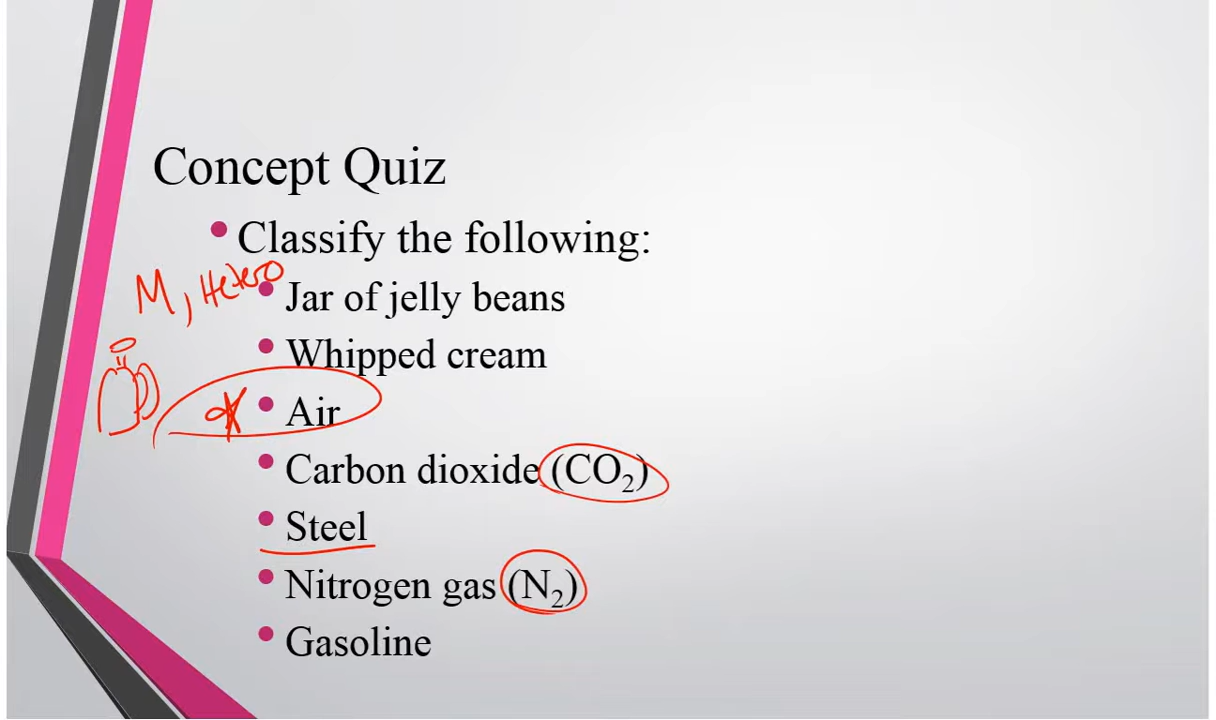 Concept Quiz
• Classify the following:
M, Hetero
• Jar of jelly beans
• Whipped cream
• Air
• Carbon dioxide (CO₂)
• Steel
• Nitrogen gas (N₂)
• Gasoline